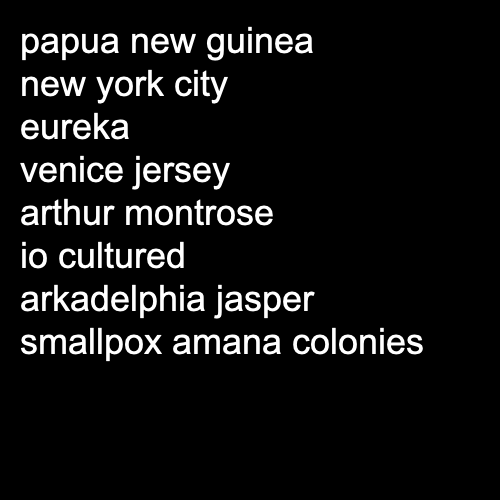 papua new guinea
new york city
eureka
venice jersey
arthur montrose
io cultured
arkadelphia jasper
smallpox amana colonies